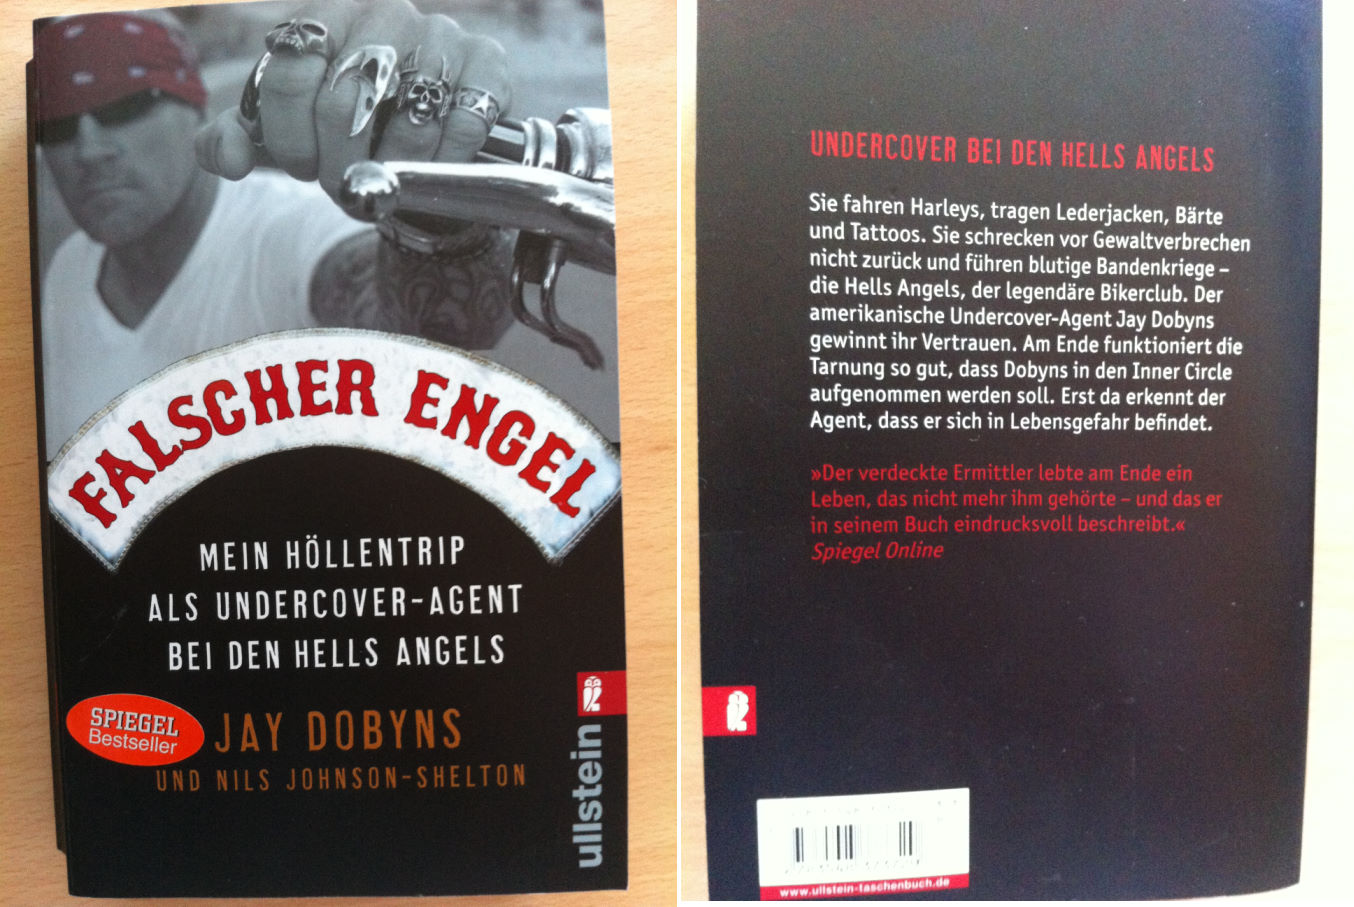 FALSCHER ENGEL
MEIN HÖLLENTRIP
ALS UNDERCOVER-AGENT
BEI DEN HELLS ANGELS
SPIEGEL
Bestseller
JAY DOBYNS
UND NILS JOHNSON-SHELTON
ullstein
UNDERCOVER BEI DEN HELLS ANGELS
Sie fahren Harleys, tragen Lederjacken, Bärte
und Tattoos. Sie schrecken vor Gewaltverbrechen
nicht zurück und führen blutige Bandenkriege –
die Hells Angels, der legendäre Bikerclub. Der
amerikanische Undercover-Agent Jay Dobyns
gewinnt ihr Vertrauen. Am Ende funktioniert die
Tarnung so gut, dass Dobyns in den Inner Circle
aufgenommen werden soll. Erst da erkennt der
Agent, dass er sich in Lebensgefahr befindet.
»Der verdeckte Ermittler lebte am Ende ein
Leben, das nicht mehr ihm gehörte – und das er
in seinem Buch eindrucksvoll beschreibt.«
Spiegel Online
www.ullstein-taschenbuch.de